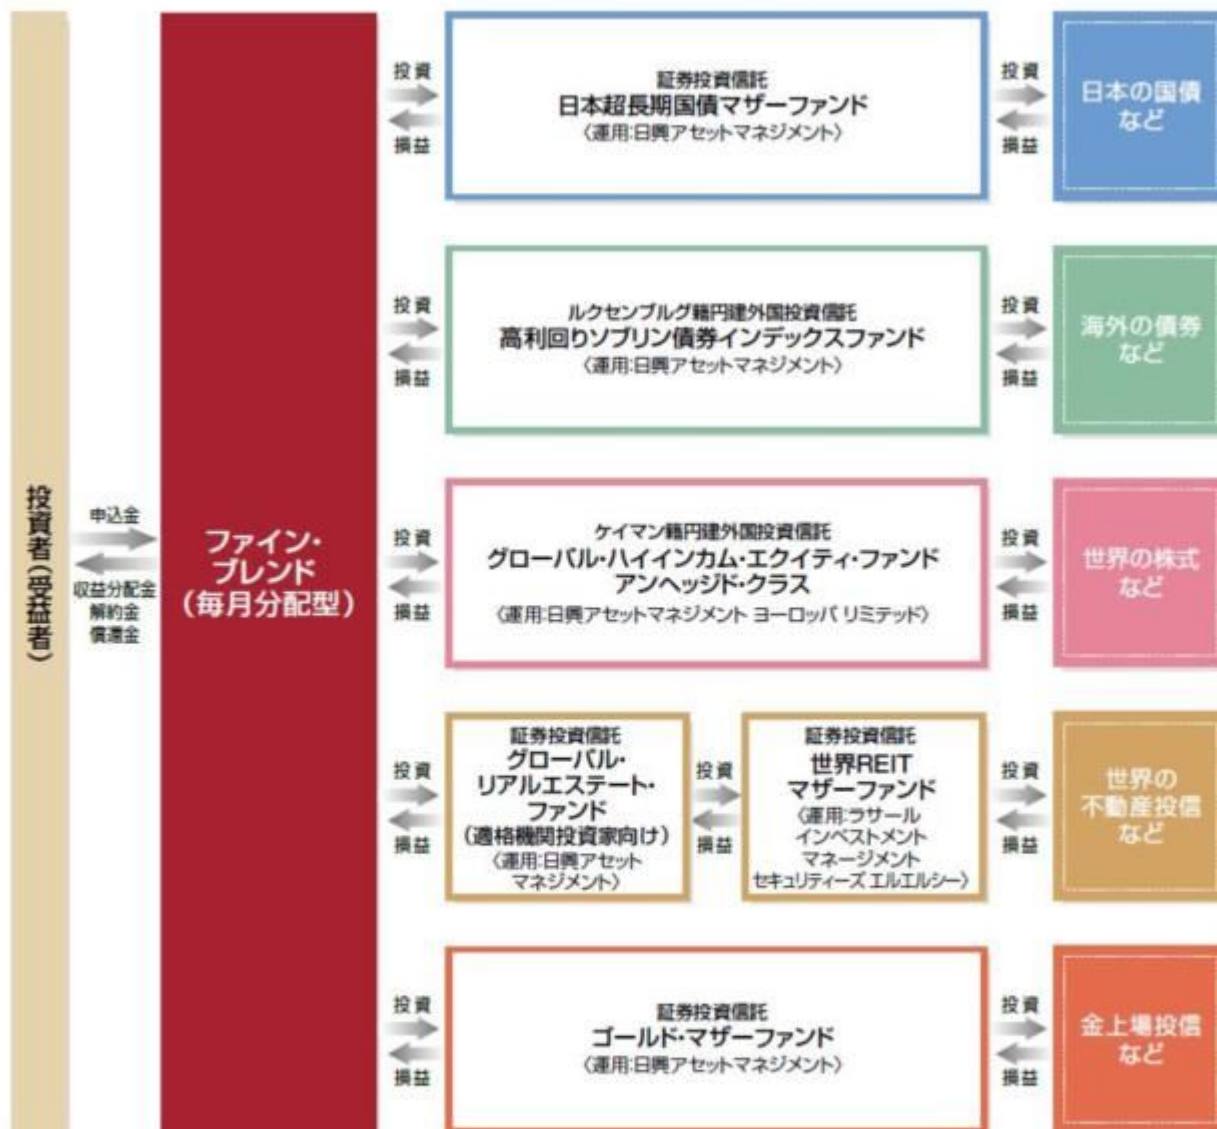 投資者(受益者)
申込金
収益分配金
解約金
償還金
ファイン・
ブレンド
(毎月分配型)
投資
損益
証券投資信託
日本超長期国債マザーファンド
〈運用:日興アセットマネジメント〉
投資
損益
日本の国債
など
投資
損益
ルクセンブルグ籍円建外国投資信託
高利回りソブリン債券インデックスファンド
〈運用:日興アセットマネジメント〉
投資
損益
海外の債券
など
投資
損益
ケイマン籍円建外国投資信託
グローバル・ハイインカム・エクイティ・ファンド
アンヘッジド・クラス
〈運用:日興アセットマネジメント ヨーロッパ リミテッド〉
投資
損益
世界の株式
など
投資
損益
証券投資信託
グローバル・
リアルエステート・
ファンド
(適格機関投資家向け)
〈運用:日興アセット
マネジメント〉
投資
損益
証券投資信託
世界REIT
マザーファンド
〈運用:ラサール
インベストメント
マネージメント
セキュリティーズ エルエルシー〉
投資
損益
世界の
不動産投信
など
投資
損益
証券投資信託
ゴールド・マザーファンド
〈運用:日興アセットマネジメント〉
投資
損益
金上場投信
など